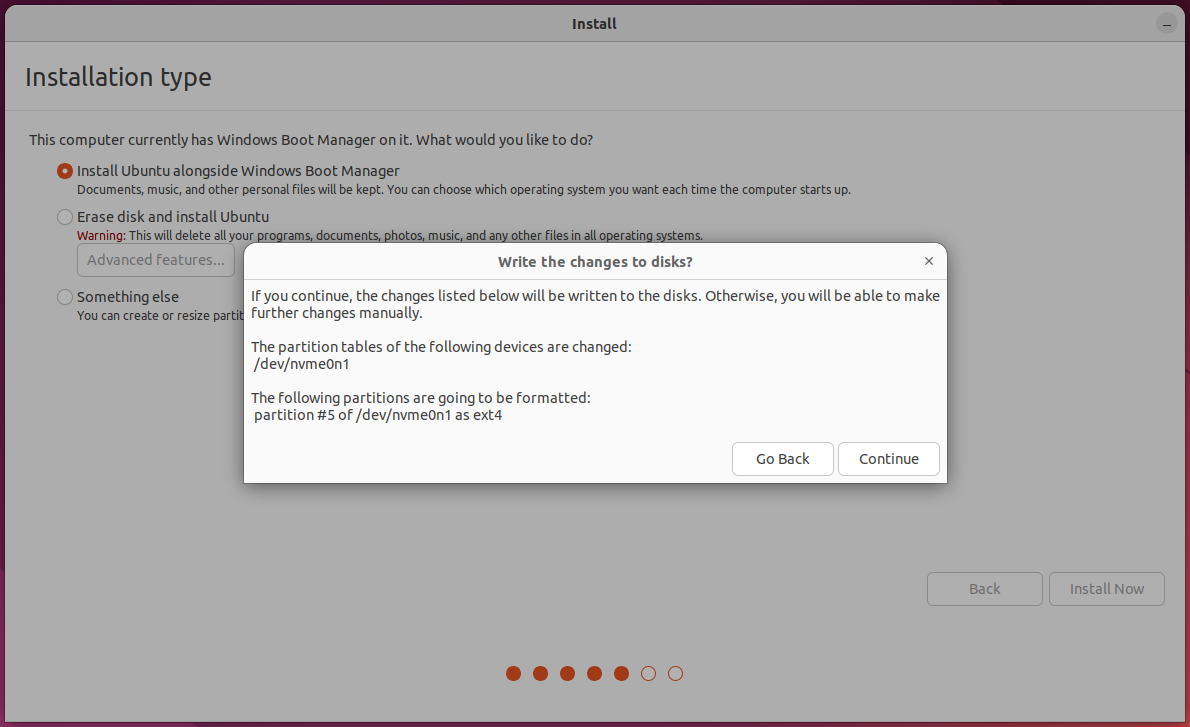 Install
Installation type
This computer currently has Windows Boot Manager on it. What would you like to do?
Install Ubuntu alongside Windows Boot Manager
Documents, music, and other personal files will be kept. You can choose which operating system you want each time the computer starts up.
Erase disk and install Ubuntu
Warning: This will delete all your programs, documents, photos, music, and any other files in all operating systems.
Advanced features...
Something else
You can create or resize partit
Write the changes to disks?
If you continue, the changes listed below will be written to the disks. Otherwise, you will be able to make
further changes manually.
The partition tables of the following devices are changed:
/dev/nvme0n1
The following partitions are going to be formatted:
partition #5 of /dev/nvme0n1 as ext4
Go Back
Continue
Back
Install Now